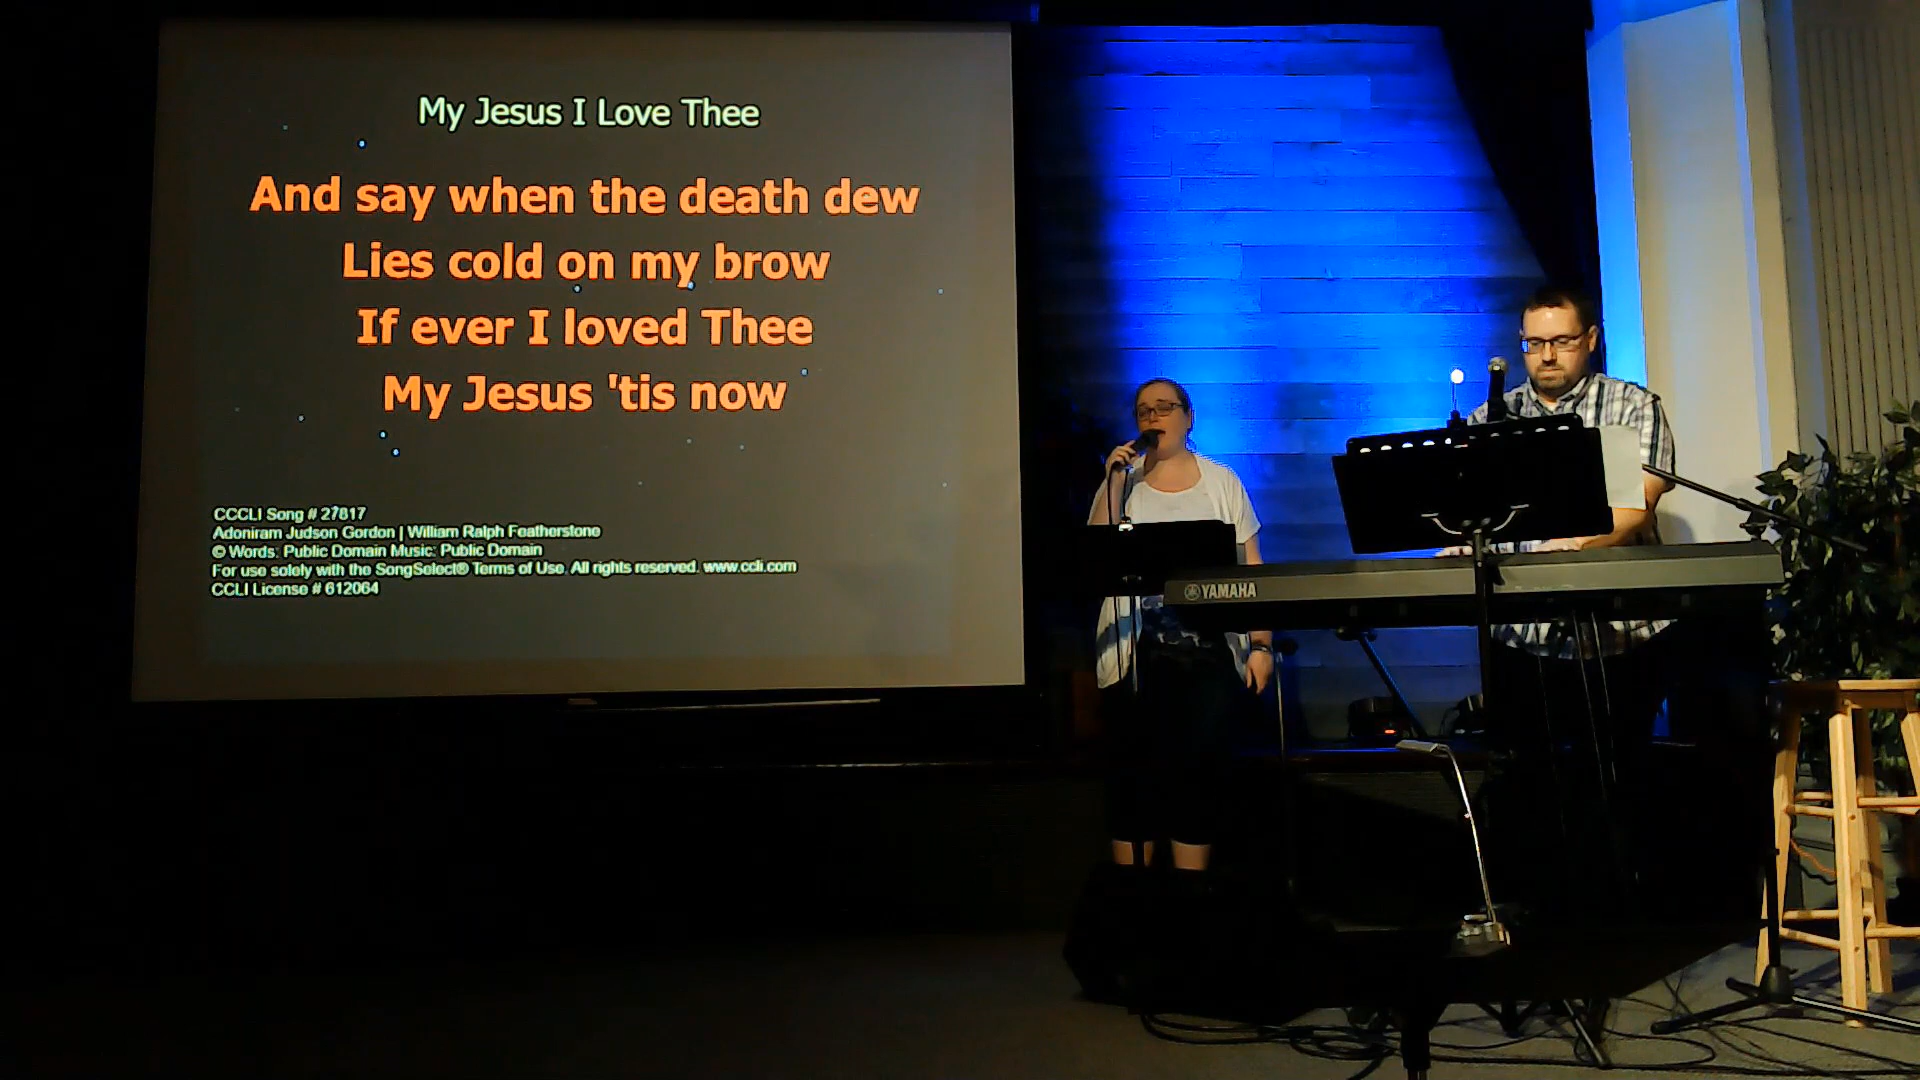 My Jesus I Love Thee
And say when the death dew
Lies cold on my brow
If ever I loved Thee
My Jesus 'tis now
CCCLI Song # 27817
Adoniram Judson Gordon | William Ralph Featherstone
© Words: Public Domain Music: Public Domain
For use solely with the SongSelect® Terms of Use. All rights reserved. www.ccli.com
CCLI License # 612064
YAMAHA